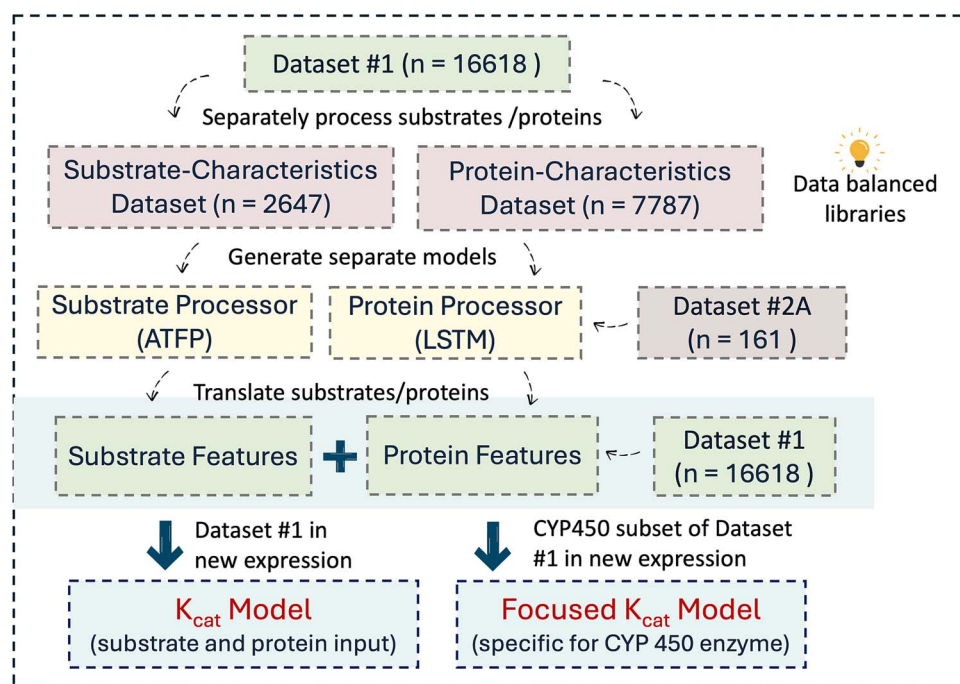 Dataset #1 (n = 16618 )
Separately process substrates /proteins
Substrate-Characteristics
Dataset (n = 2647)
Protein-Characteristics
Dataset (n = 7787)
Data balanced
libraries
Generate separate models
Substrate Processor
(ATFP)
Protein Processor
(LSTM)
Dataset #2A
(n = 161 )
Translate substrates/proteins
Substrate Features
+
Protein Features
Dataset #1
(n = 16618)
Dataset #1 in
new expression
CYP450 subset of Dataset
#1 in new expression
Kcat Model
(substrate and protein input)
Focused Kcat Model
(specific for CYP 450 enzyme)